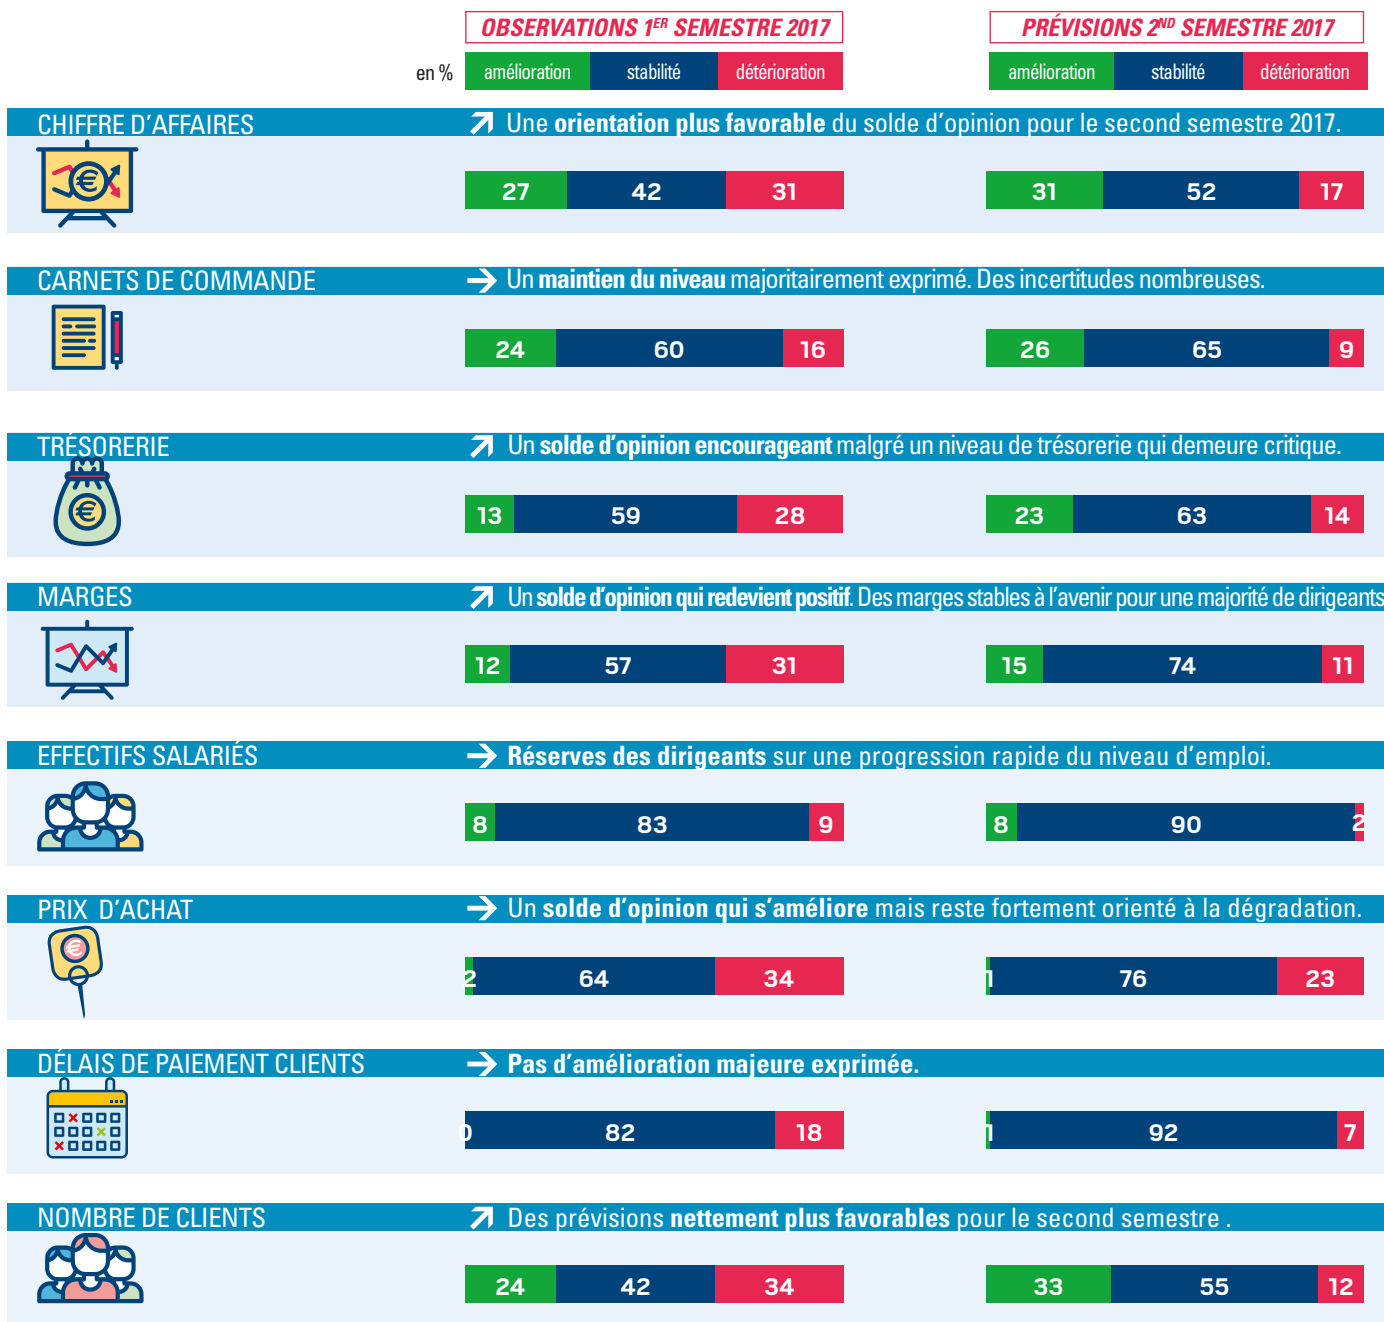 OBSERVATIONS 1ER SEMESTRE 2017
PRÉVISIONS 2ND SEMESTRE 2017
en % amélioration stabilité détérioration
amélioration stabilité détérioration
CHIFFRE D'AFFAIRES
Une orientation plus favorable du solde d'opinion pour le second semestre 2017.
27 42 31
31 52 17
CARNETS DE COMMANDE
Un maintien du niveau majoritairement exprimé. Des incertitudes nombreuses.
24 60 16
26 65 9
TRÉSORERIE
Un solde d'opinion encourageant malgré un niveau de trésorerie qui demeure critique.
13 59 28
23 63 14
MARGES
Un solde d'opinion qui redevient positif. Des marges stables à l'avenir pour une majorité de dirigeants
12 57 31
15 74 11
EFFECTIFS SALARIÉS
Réserves des dirigeants sur une progression rapide du niveau d'emploi.
8 83 9
8 90 2
PRIX D'ACHAT
Un solde d'opinion qui s'améliore mais reste fortement orienté à la dégradation.
2 64 34
1 76 23
DÉLAIS DE PAIEMENT CLIENTS
Pas d'amélioration majeure exprimée.
0 82 18
1 92 7
NOMBRE DE CLIENTS
Des prévisions nettement plus favorables pour le second semestre .
24 42 34
33 55 12